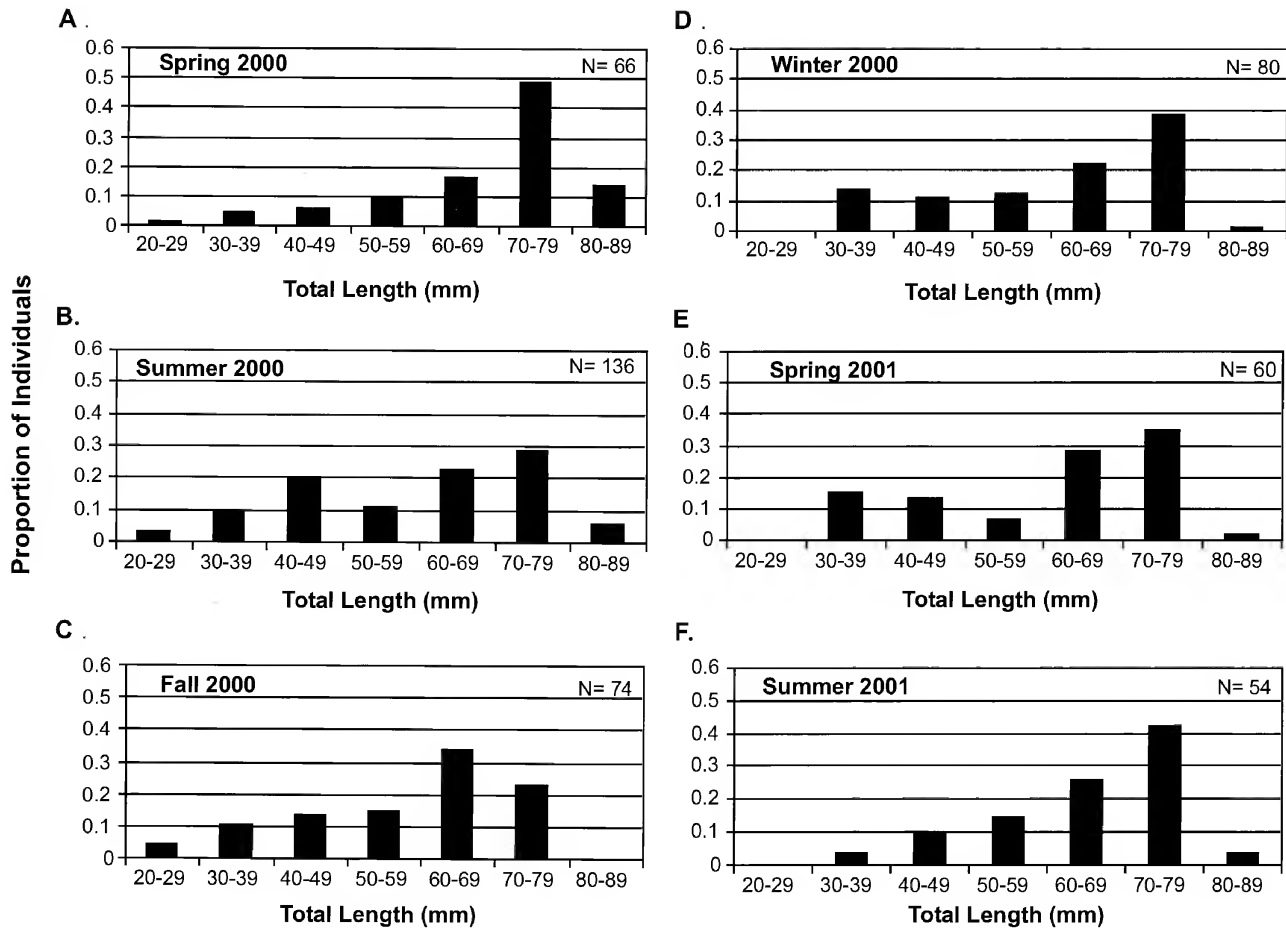 Proportion of Individuals
A .
Spring 2000
N= 66
0.6
0.5
0.4
0.3
0.2
0.1
0
20-29 30-39 40-49 50-59 60-69 70-79 80-89
Total Length (mm)
B.
Summer 2000
N= 136
0.6
0.5
0.4
0.3
0.2
0.1
0
20-29 30-39 40-49 50-59 60-69 70-79 80-89
Total Length (mm)
C .
Fall 2000
N= 74
0.6
0.5
0.4
0.3
0.2
0.1
0
20-29 30-39 40-49 50-59 60-69 70-79 80-89
Total Length (mm)
D .
Winter 2000
N= 80
0.6
0.5
0.4
0.3
0.2
0.1
0
20-29 30-39 40-49 50-59 60-69 70-79 80-89
Total Length (mm)
E
Spring 2001
N= 60
0.6
0.5
0.4
0.3
0.2
0.1
0
20-29 30-39 40-49 50-59 60-69 70-79 80-89
Total Length (mm)
F.
Summer 2001
N= 54
0.6
0.5
0.4
0.3
0.2
0.1
0
20-29 30-39 40-49 50-59 60-69 70-79 80-89
Total Length (mm)